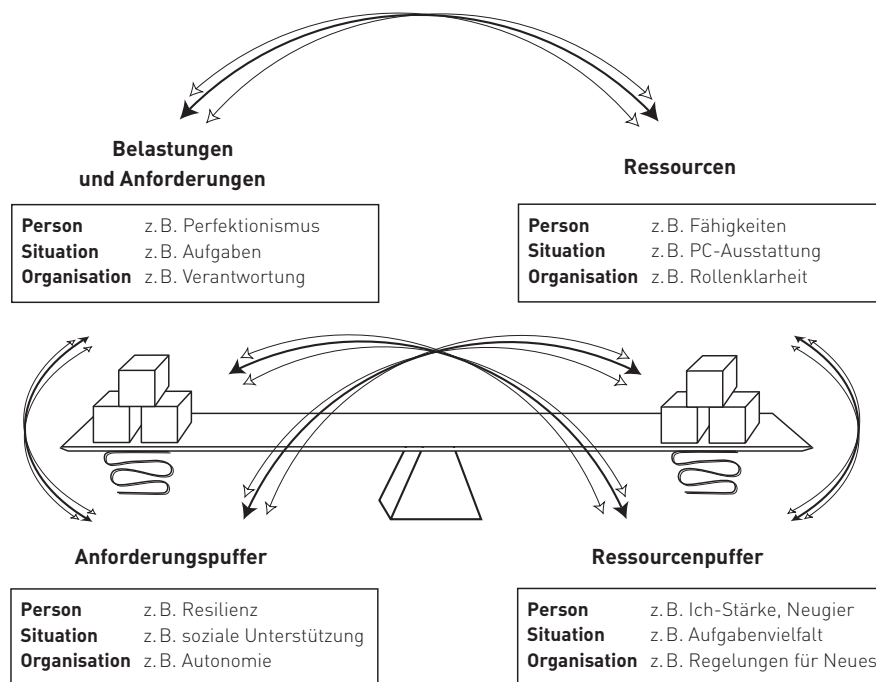 Belastungen
und Anforderungen
Person z. B. Perfektionismus
Situation z. B. Aufgaben
Organisation z. B. Verantwortung
Ressourcen
Person z. B. Fähigkeiten
Situation z. B. PC-Ausstattung
Organisation z. B. Rollenklarheit
Anforderungspuffer
Person z. B. Resilienz
Situation z. B. soziale Unterstützung
Organisation z. B. Autonomie
Ressourcenpuffer
Person z. B. Ich-Stärke, Neugier
Situation z. B. Aufgabenvielfalt
Organisation z. B. Regelungen für Neues